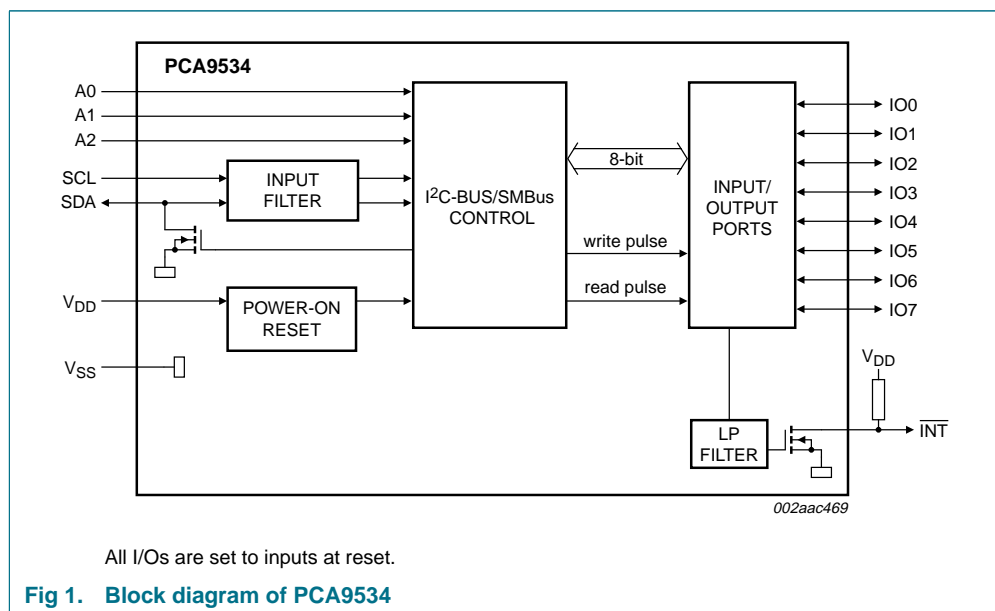 PCA9534
A0
A1
A2
SCL
SDA
INPUT
FILTER
I²C-BUS/SMBus
CONTROL
8-bit
write pulse
read pulse
INPUT/
OUTPUT
PORTS
IO0
IO1
IO2
IO3
IO4
IO5
IO6
IO7
VDD
POWER-ON
RESET
VSS
VDD
LP
FILTER
INT
002aac469
All I/Os are set to inputs at reset.
Fig 1. Block diagram of PCA9534